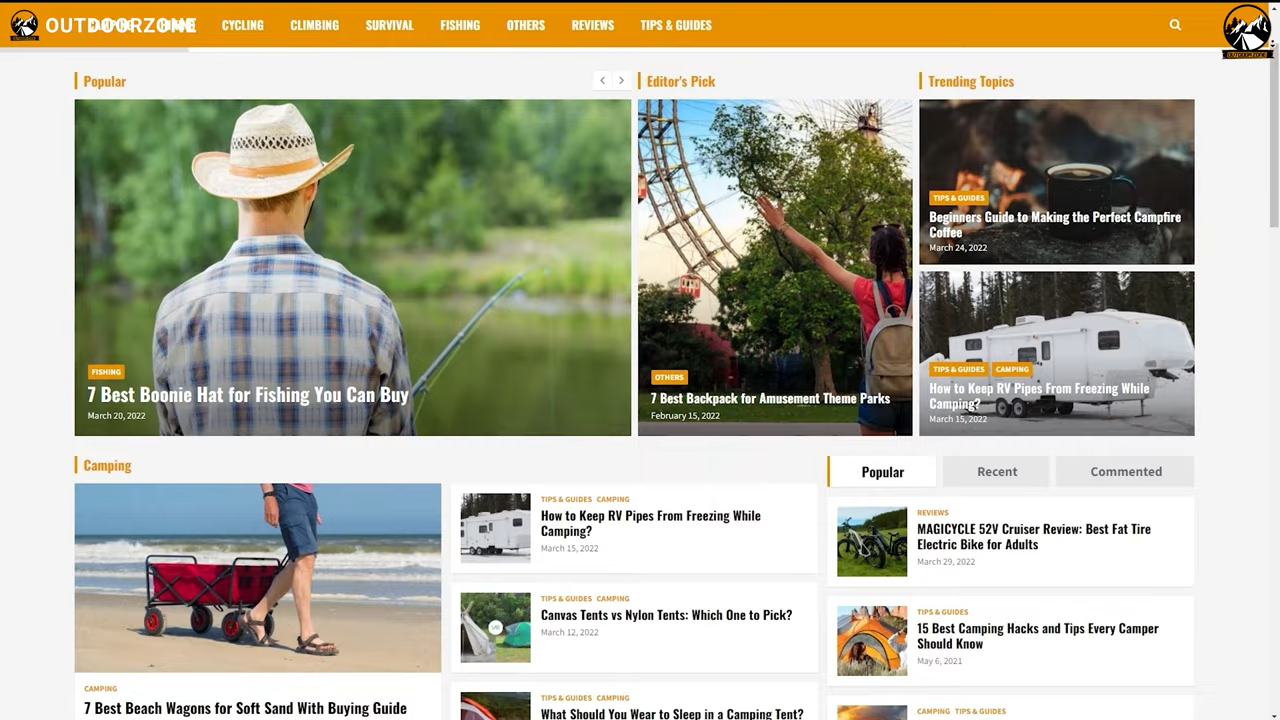 OUTDOORZONE
CYCLING
CLIMBING
SURVIVAL
FISHING
OTHERS
REVIEWS
TIPS & GUIDES
OUTDOORZONE
Popular
Editor's Pick
Trending Topics
FISHING
7 Best Boonie Hat for Fishing You Can Buy
March 20, 2022
OTHERS
7 Best Backpack for Amusement Theme Parks
February 15, 2022
TIPS & GUIDES
Beginners Guide to Making the Perfect Campfire
Coffee
March 24, 2022
TIPS & GUIDES CAMPING
How to Keep RV Pipes From Freezing While
Camping?
March 15, 2022
Camping
CAMPING
7 Best Beach Wagons for Soft Sand With Buying Guide
TIPS & GUIDES CAMPING
How to Keep RV Pipes From Freezing While
Camping?
March 15, 2022
TIPS & GUIDES CAMPING
Canvas Tents vs Nylon Tents: Which One to Pick?
March 12, 2022
TIPS & GUIDES CAMPING
What Should You Wear to Sleep in a Camping Tent?
Popular
Recent
Commented
REVIEWS
MAGICYCLE 52V Cruiser Review: Best Fat Tire
Electric Bike for Adults
March 29, 2022
TIPS & GUIDES
15 Best Camping Hacks and Tips Every Camper
Should Know
May 6, 2021
CAMPING TIPS & GUIDES